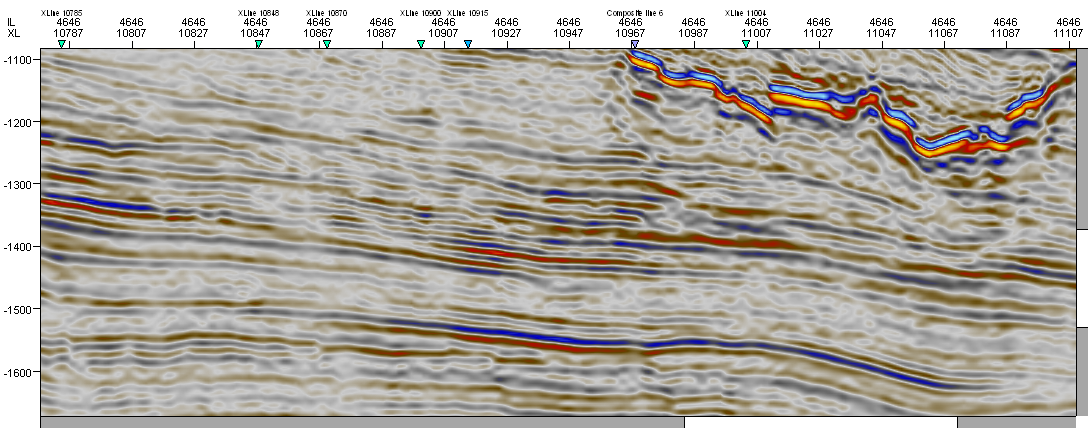 XLine 10785 XLine 10848 XLine 10870 XLine 10900 XLine 10915 Composite line 6 XLine 11004
IL 4646 4646 4646 4646 4646 4646 4646 4646 4646 4646 4646 4646 4646 4646 4646 4646 4646
XL 10787 10807 10827 10847 10867 10887 10907 10927 10947 10967 10987 11007 11027 11047 11067 11087 11107
-1100
-1200
-1300
-1400
-1500
-1600